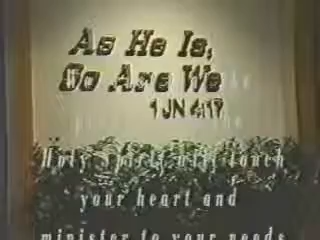 As He Is,
So Are We
1 JN 4:17
Holy Spirit will touch
your heart and
minister to your needs